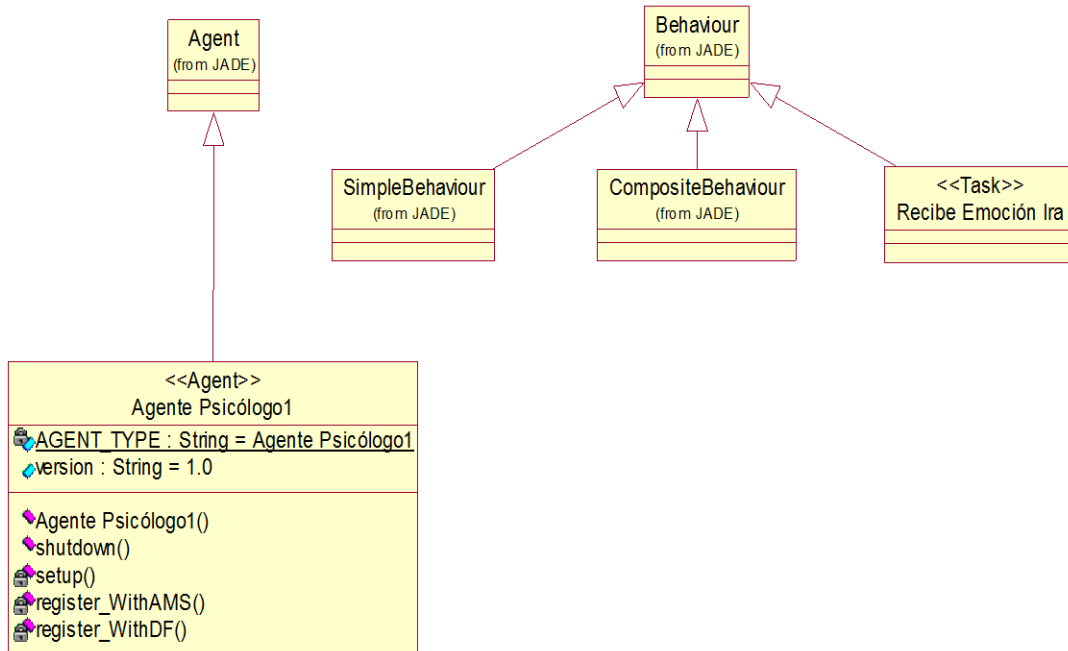 Agent
(from JADE)
Behaviour
(from JADE)
SimpleBehaviour
(from JADE)
CompositeBehaviour
(from JADE)
<<Task>>
Recibe Emoción Ira
<<Agent>>
Agente Psicólogo1
AGENT_TYPE : String = Agente Psicólogo1
version : String = 1.0
Agente Psicólogo1()
shutdown()
setup()
register_WithAMS()
register_WithDF()